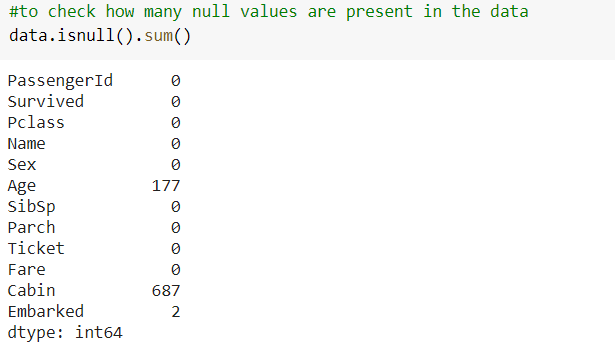 #to check how many null values are present in the data
data.isnull().sum()
PassengerId 0
Survived 0
Pclass 0
Name 0
Sex 0
Age 177
SibSp 0
Parch 0
Ticket 0
Fare 0
Cabin 687
Embarked 2
dtype: int64